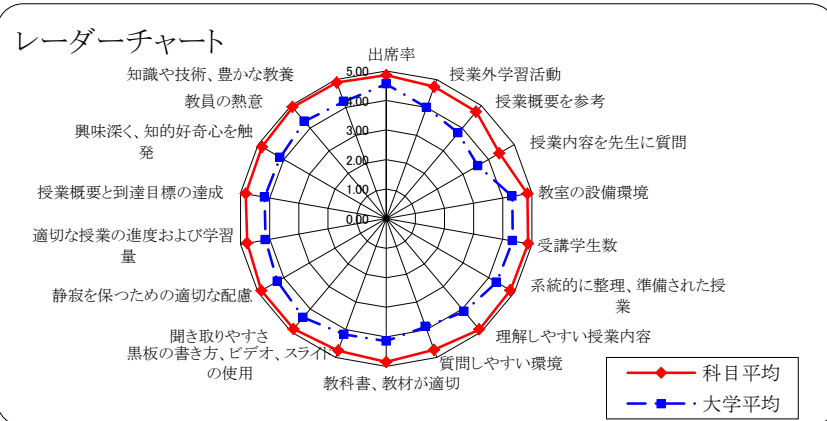 レーダーチャート
出席率
授業外学習活動
授業概要を参考
授業内容を先生に質問
教室の設備環境
受講学生数
系統的に整理、準備された授
業
理解しやすい授業内容
質問しやすい環境
教科書、教材が適切
黒板の書き方、ビデオ、スライド
の使用
聞き取りやすさ
静寂を保つための適切な配慮
適切な授業の進度および学習
量
授業概要と到達目標の達成
興味深く、知的好奇心を触
発
教員の熱意
知識や技術、豊かな教養
5.00
4.00
3.00
2.00
1.00
0.00
科目平均
大学平均